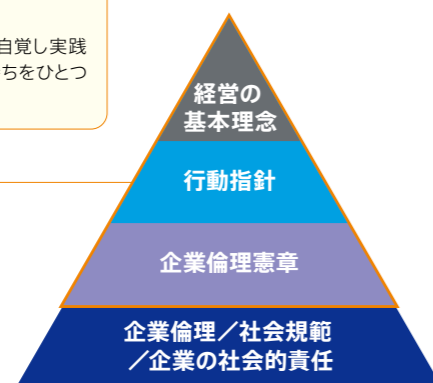 自覚し実践
ちをひとつ
経営の
基本理念
行動指針
企業倫理憲章
企業倫理／社会規範
／企業の社会的責任